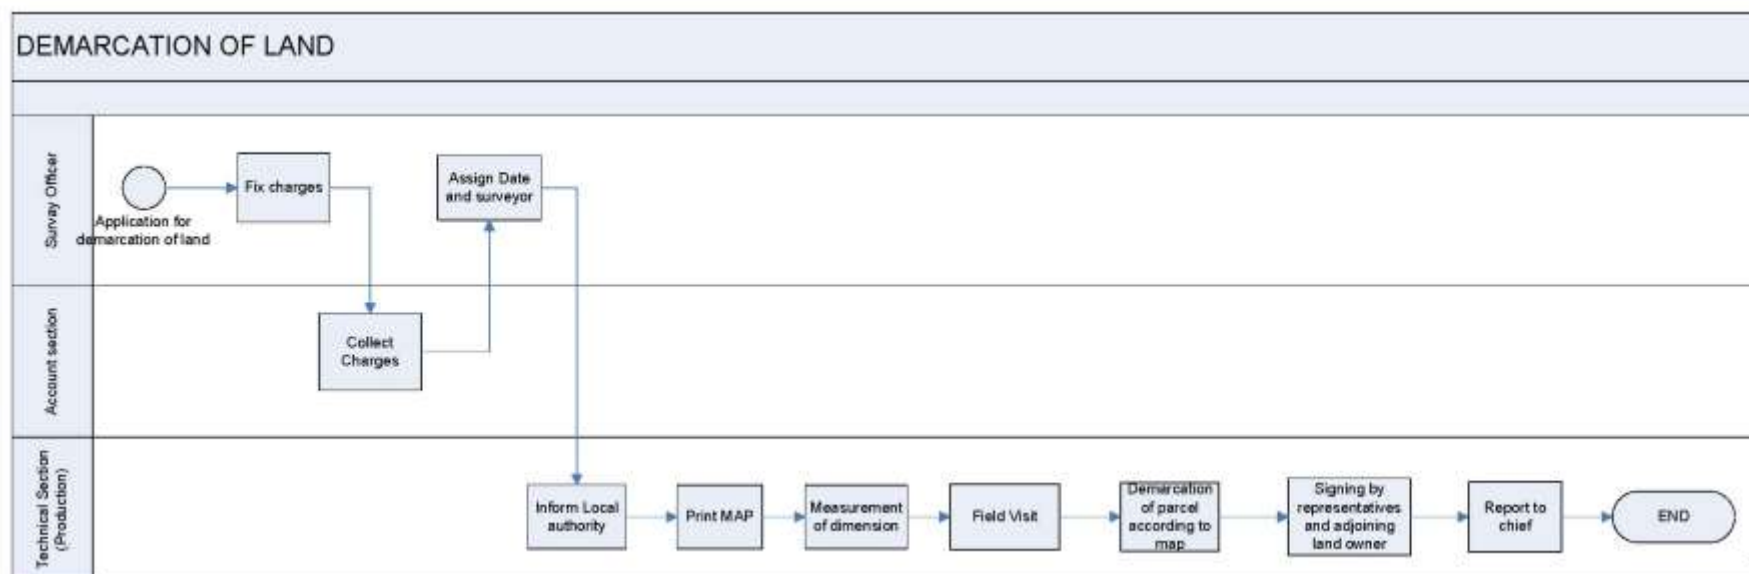 DEMARCATION OF LAND
Survay Officer
Application for
demarcation of land
Fix charges
Assign Date
and surveyor
Account section
Collect
Charges
Technical Section
(Production)
Inform Local
authority
Print MAP
Measurement
of dimension
Field Visit
Demarcation
of parcel
according to
map
Signing by
representatives
and adjoining
land owner
Report to
chief
END